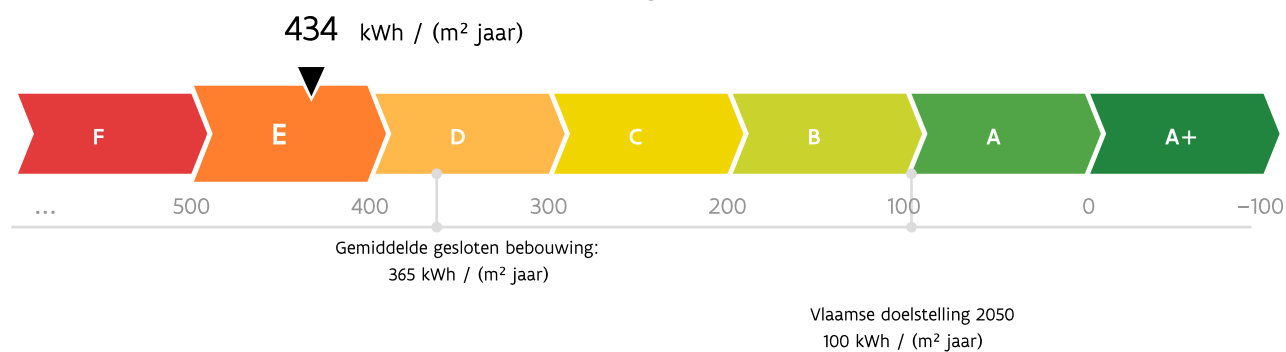 434 kWh / (m² jaar)
F E D C B A A+
... 500 400 300 200 100 0 −100
Gemiddelde gesloten bebouwing:
365 kWh / (m² jaar)
Vlaamse doelstelling 2050
100 kWh / (m² jaar)